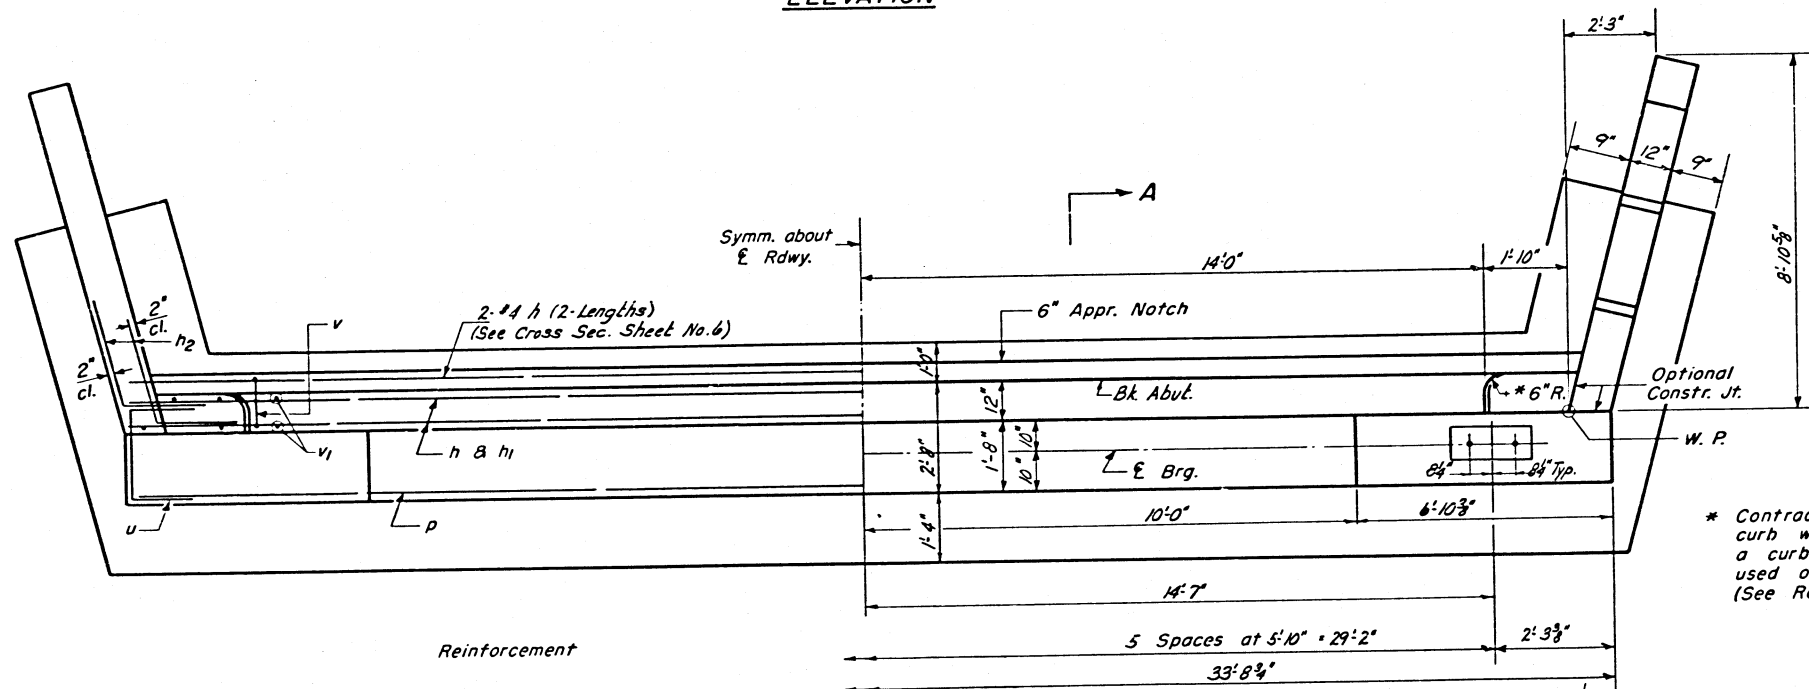 ELEVATION
2'-3"
9"
12"
9"
A
Symm. about
℄ Rdwy.
14'-0"
1'-10"
8'-10⅝"
2"
cl.
h2
2"
cl.
2-#4 h (2-Lengths)
(See Cross Sec. Sheet No.6)
v
6" Appr. Notch
1'-0"
Bk. Abut.
12"
* 6" R.
Optional
Constr. Jt.
W. P.
v1
h & h1
2'-8"
1'-8"
10"
10"
℄ Brg.
8¼"
8¼" Typ.
u
p
1'-4"
10'-0"
6'-10⅜"
* Contrac
curb w
a curb
used o
(See Ro
14'-7"
Reinforcement
5 Spaces at 5'-10" = 29'-2"
2'-3⅜"
33'-8¾"